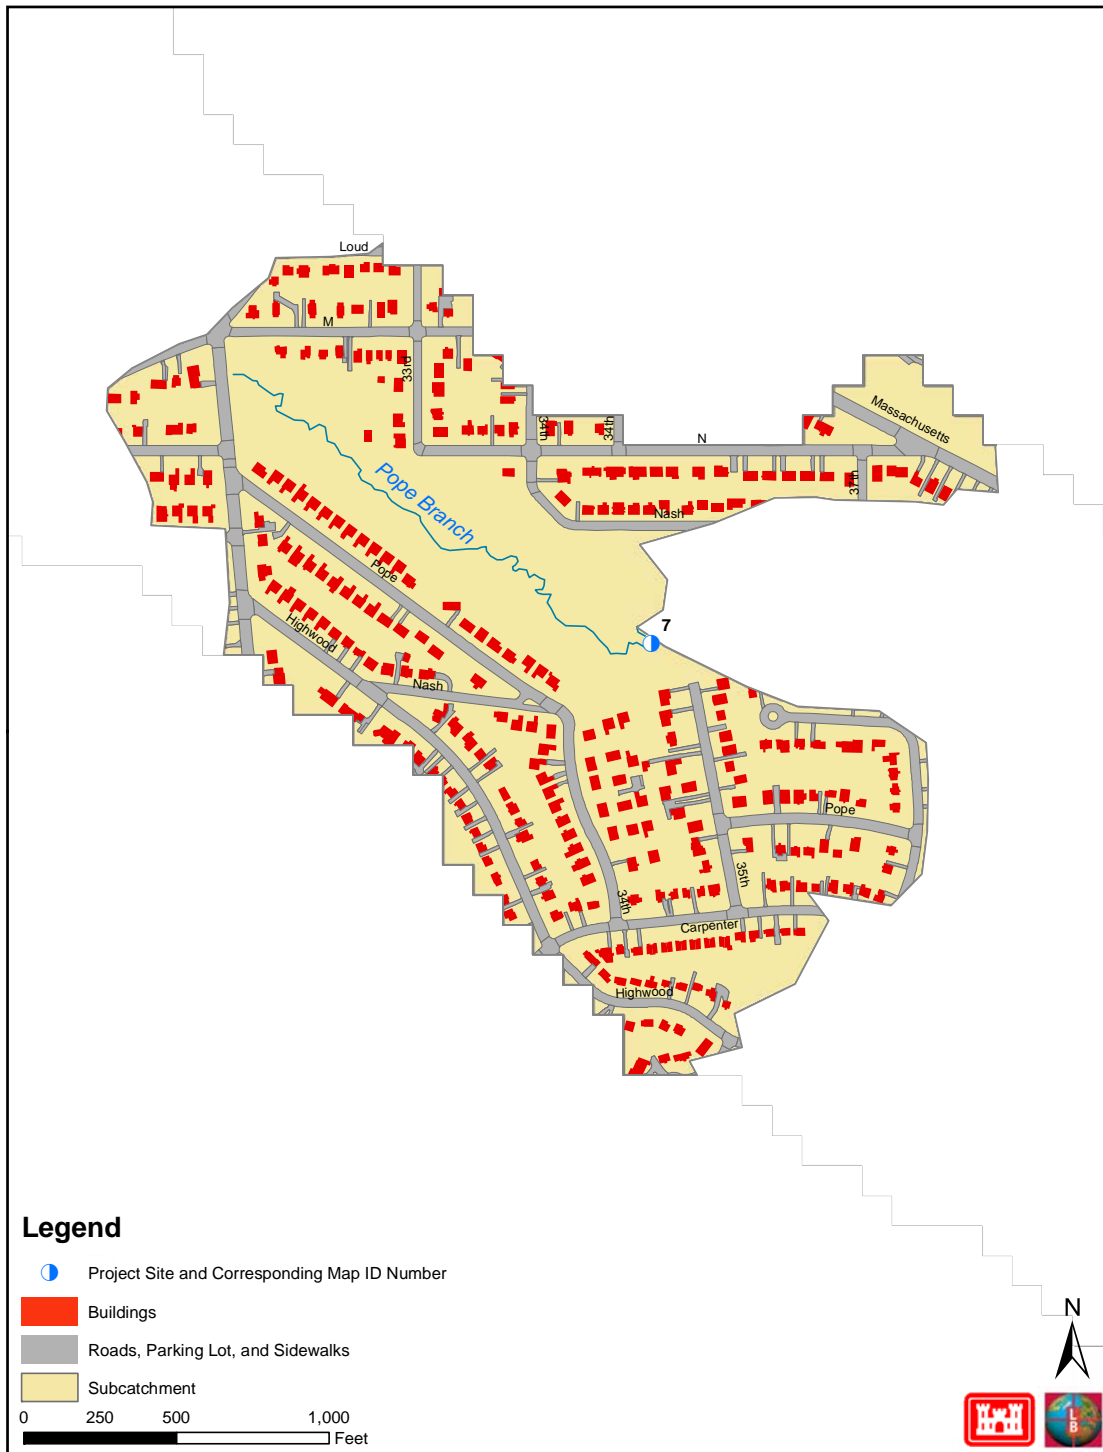 Loud
M
33rd
34th
34th
N
Massachusetts
37th
Nash
Pope Branch
Pope
Highwood
Nash
7
Pope
35th
34th
Carpenter
Highwood
Legend
Project Site and Corresponding Map ID Number
Buildings
Roads, Parking Lot, and Sidewalks
Subcatchment
0 250 500 1,000
Feet
N
L
B